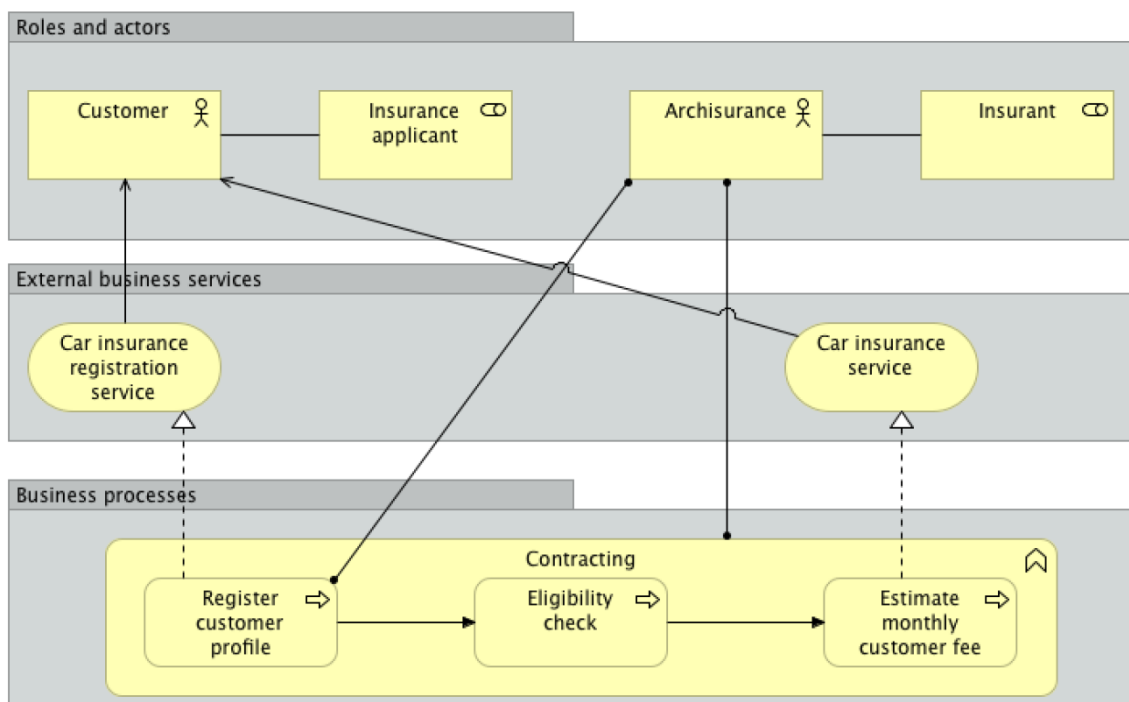 Roles and actors
Customer
Insurance
applicant
Archisurance
Insurant
External business services
Car insurance
registration
service
Car insurance
service
Business processes
Contracting
Register
customer
profile
Eligibility
check
Estimate
monthly
customer fee